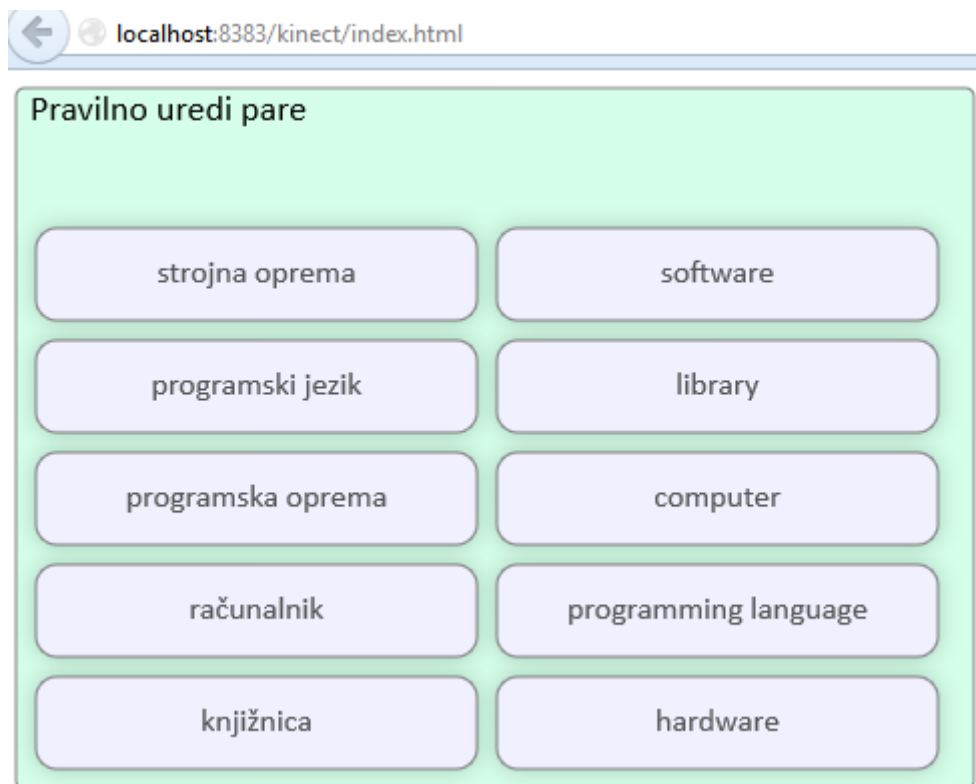 localhost:8383/kinect/index.html
Pravilno uredi pare
strojna oprema software
programski jezik library
programska oprema computer
računalnik programming language
knjižnica hardware